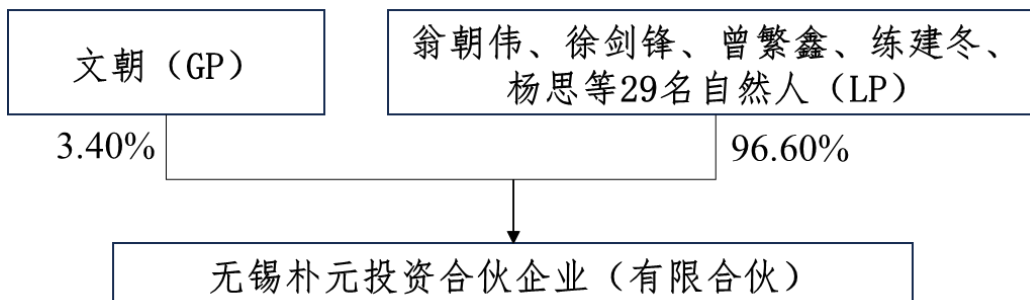 文朝（GP）
翁朝伟、徐剑锋、曾繁鑫、练建冬、
杨思等29名自然人（LP）
3.40%
96.60%
无锡朴元投资合伙企业（有限合伙）